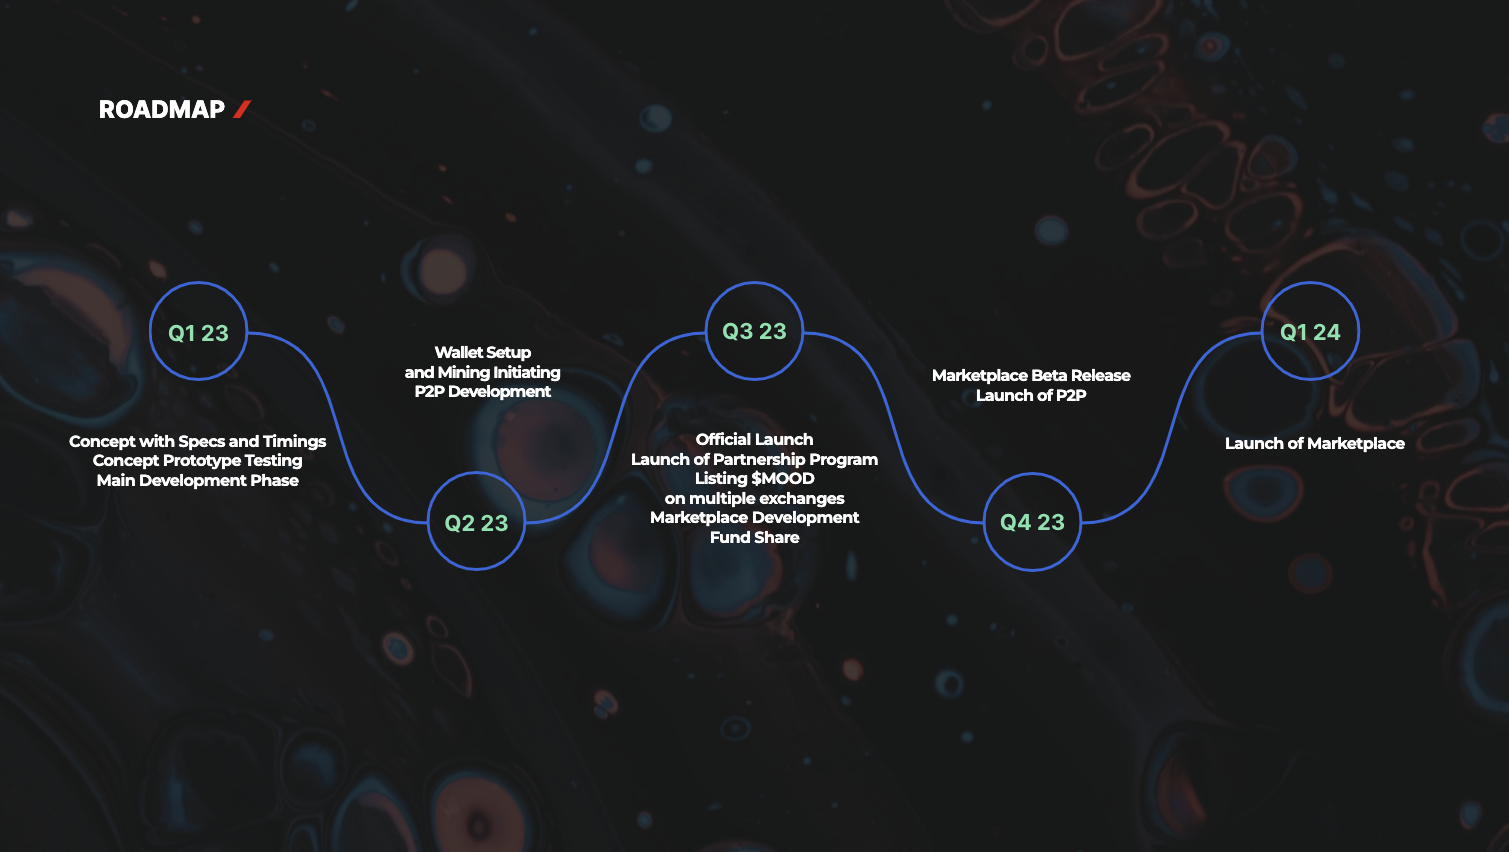 ROADMAP /
Q1 23
Concept with Specs and Timings
Concept Prototype Testing
Main Development Phase
Wallet Setup
and Mining Initiating
P2P Development
Q2 23
Q3 23
Official Launch
Launch of Partnership Program
Listing $MOOD
on multiple exchanges
Marketplace Development
Fund Share
Marketplace Beta Release
Launch of P2P
Q4 23
Q1 24
Launch of Marketplace